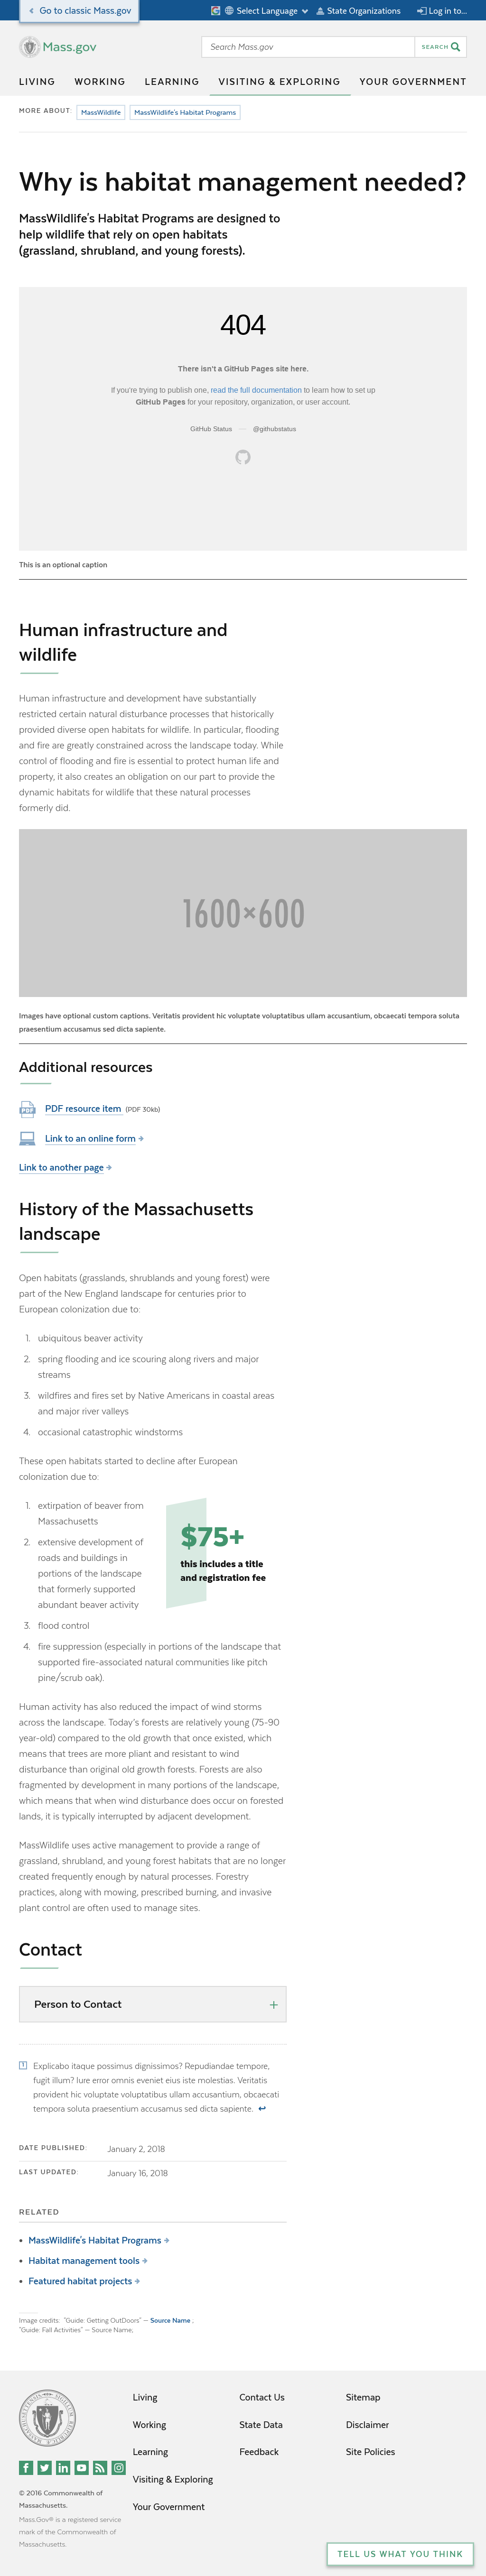 Go to classic Mass.gov
Select Language
State Organizations
Log in to...
Mass.gov
Search Mass.gov
SEARCH
LIVING
WORKING
LEARNING
VISITING & EXPLORING
YOUR GOVERNMENT
MORE ABOUT:
MassWildlife
MassWildlife's Habitat Programs
Why is habitat management needed?
MassWildlife's Habitat Programs are designed to
help wildlife that rely on open habitats
(grassland, shrubland, and young forests).
404
There isn't a GitHub Pages site here.
If you're trying to publish one, read the full documentation to learn how to set up
GitHub Pages for your repository, organization, or user account.
GitHub Status — @githubstatus
This is an optional caption
Human infrastructure and
wildlife
Human infrastructure and development have substantially
restricted certain natural disturbance processes that historically
provided diverse open habitats for wildlife. In particular, flooding
and fire are greatly constrained across the landscape today. While
control of flooding and fire is essential to protect human life and
property, it also creates an obligation on our part to provide the
dynamic habitats for wildlife that these natural processes
formerly did.
1600×600
Images have optional custom captions. Veritatis provident hic voluptate voluptatibus ullam accusantium, obcaecati tempora soluta
praesentium accusamus sed dicta sapiente.
Additional resources
PDF
PDF resource item (PDF 30kb)
Link to an online form
Link to another page
History of the Massachusetts
landscape
Open habitats (grasslands, shrublands and young forest) were
part of the New England landscape for centuries prior to
European colonization due to:
1. ubiquitous beaver activity
2. spring flooding and ice scouring along rivers and major
streams
3. wildfires and fires set by Native Americans in coastal areas
and major river valleys
4. occasional catastrophic windstorms
These open habitats started to decline after European
colonization due to:
1. extirpation of beaver from
Massachusetts
2. extensive development of
roads and buildings in
portions of the landscape
that formerly supported
abundant beaver activity
$75+
this includes a title
and registration fee
3. flood control
4. fire suppression (especially in portions of the landscape that
supported fire-associated natural communities like pitch
pine/scrub oak).
Human activity has also reduced the impact of wind storms
across the landscape. Today's forests are relatively young (75-90
year-old) compared to the old growth that once existed, which
means that trees are more pliant and resistant to wind
disturbance than original old growth forests. Forests are also
fragmented by development in many portions of the landscape,
which means that when wind disturbance does occur on forested
lands, it is typically interrupted by adjacent development.
MassWildlife uses active management to provide a range of
grassland, shrubland, and young forest habitats that are no longer
created frequently enough by natural processes. Forestry
practices, along with mowing, prescribed burning, and invasive
plant control are often used to manage sites.
Contact
Person to Contact
1 Explicabo itaque possimus dignissimos? Repudiandae tempore,
fugit illum? Iure error omnis eveniet eius iste molestias. Veritatis
provident hic voluptate voluptatibus ullam accusantium, obcaecati
tempora soluta praesentium accusamus sed dicta sapiente. ↩
DATE PUBLISHED: January 2, 2018
LAST UPDATED: January 16, 2018
RELATED
MassWildlife's Habitat Programs
Habitat management tools
Featured habitat projects
Image credits: "Guide: Getting OutDoors" — Source Name ;
"Guide: Fall Activities" — Source Name;
Living
Working
Learning
Visiting & Exploring
Your Government
Contact Us
State Data
Feedback
Sitemap
Disclaimer
Site Policies
© 2016 Commonwealth of
Massachusetts.
Mass.Gov® is a registered service
mark of the Commonwealth of
Massachusetts.
TELL US WHAT YOU THINK